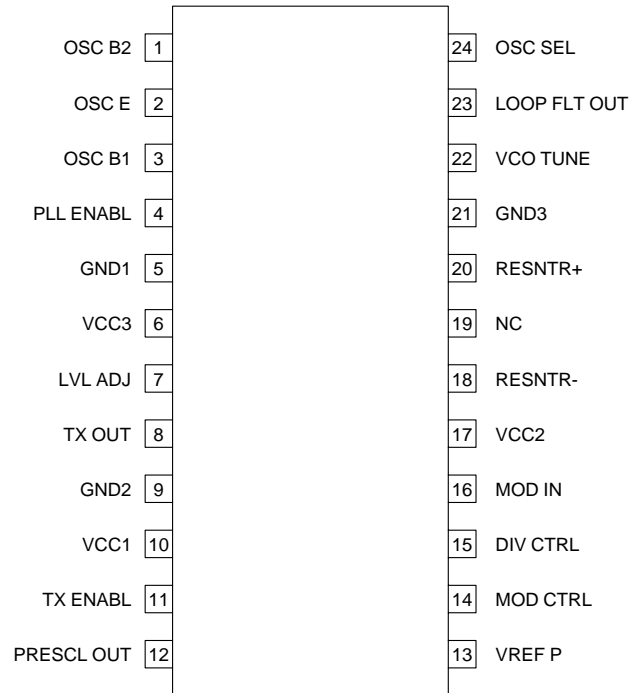 OSC B2 1 24 OSC SEL
OSC E 2 23 LOOP FLT OUT
OSC B1 3 22 VCO TUNE
PLL ENABL 4 21 GND3
GND1 5 20 RESNTR+
VCC3 6 19 NC
LVL ADJ 7 18 RESNTR-
TX OUT 8 17 VCC2
GND2 9 16 MOD IN
VCC1 10 15 DIV CTRL
TX ENABL 11 14 MOD CTRL
PRESCL OUT 12 13 VREF P